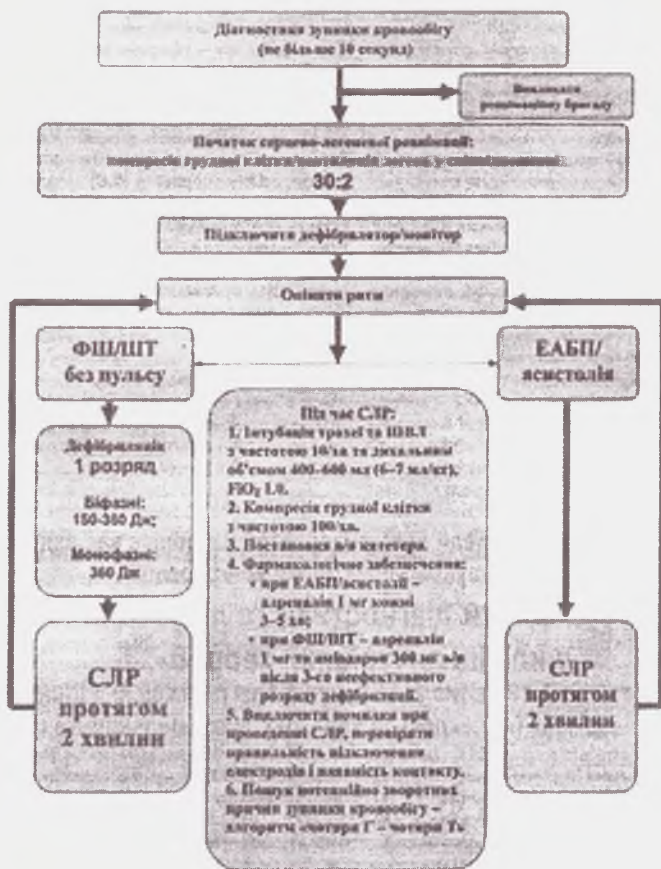 Діагностика зупинки кровообігу
(не більше 10 секунд)
Викликати
реанімаційну бригаду
Початок серцево-легеневої реанімації:
компресія грудної клітки/вентиляція легень у співвідношенні
30:2
Підключити дефібрилятор/монітор
Оцінити ритм
ФШ/ШТ
без пульсу
ЕАБП/
асистолія
Дефібриляція
1 розряд
Біфазні:
150-360 Дж;
Монофазні:
360 Дж
СЛР
протягом
2 хвилин
Під час СЛР:
1. Інтубація трахеї та ШВЛ
з частотою 10/хв та дихальним
об'ємом 400–600 мл (6–7 мл/кг),
FiO₂ 1.0.
2. Компресія грудної клітки
з частотою 100/хв.
3. Постановка в/в катетера.
4. Фармакологічне забезпечення:
• при ЕАБП/асистолії –
адреналін 1 мг кожні
3–5 хв;
• при ФШ/ШТ – адреналін
1 мг та аміодарон 300 мг в/в
після 3-го неефективного
розряду дефібриляції.
5. Виключити помилки при
проведенні СЛР, перевірити
правильність підключення
електродів і наявність контакту.
6. Пошук потенційно зворотних
причин зупинки кровообігу –
алгоритм «чотири Г – чотири Т»
СЛР
протягом
2 хвилин